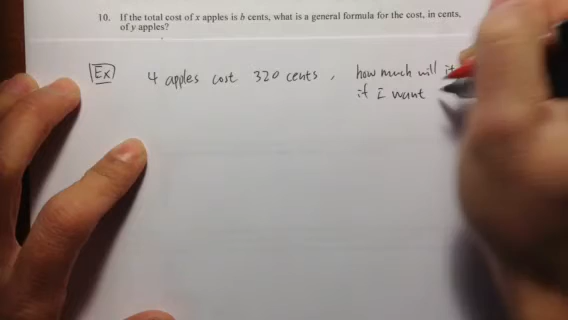 10. If the total cost of x apples is b cents, what is a general formula for the cost, in cents,
of y apples?
Ex 4 apples cost 320 cents, how much will it
if I want